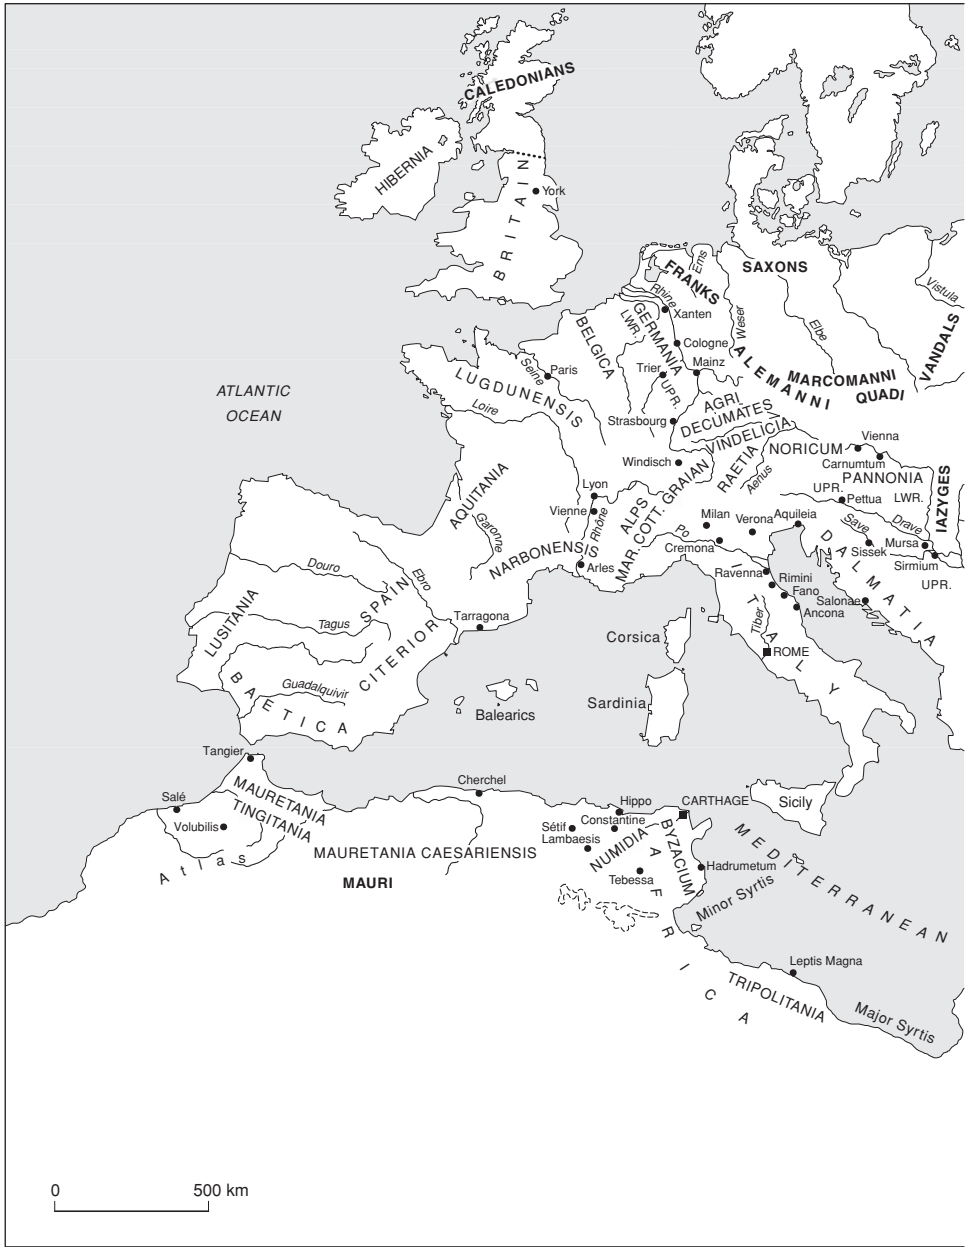 CALEDONIANS
HIBERNIA
BRITAIN
York
SAXONS
Ems
FRANKS
Rhine
Vistula
Xanten
Weser
Elbe
VANDALS
LWR.
GERMANIA
UPR.
BELGICA
Cologne
Mainz
Trier
ALEMANNI
MARCOMANNI
QUADI
Seine
Paris
LUGDUNENSIS
Loire
ATLANTIC
OCEAN
AGRI
DECUMATES
Strasbourg
VINDELICIA
Windisch
RAETIA
Aenus
NORICUM
Vienna
Carnumtum
PANNONIA
UPR.
LWR.
Pettua
IAZYGES
AQUITANIA
Garonne
Lyon
Vienne
Rhône
ALPS
MAR. COTT. GRAIAN
Milan
Verona
Aquileia
Po
Cremona
Save
Drave
Sissek
Mursa
Sirmium
UPR.
DALMATIA
NARBONENSIS
Arles
Ravenna
Rimini
Fano
Ancona
Salonae
ITALY
Tiber
ROME
Douro
Ebro
SPAIN
LUSITANIA
Tagus
Tarragona
CITERIOR
Guadalquivir
BAETICA
Corsica
Sardinia
Balearics
Tangier
Cherchel
Hippo
CARTHAGE
Sicily
Salé
MAURETANIA
TINGITANIA
Volubilis
Atlas
MAURETANIA CAESARIENSIS
MAURI
Sétif
Constantine
Lambaesis
NUMIDIA
BYZACIUM
Tebessa
Hadrumetum
AFRICA
Minor Syrtis
MEDITERRANEAN
Leptis Magna
TRIPOLITANIA
Major Syrtis
0 500 km